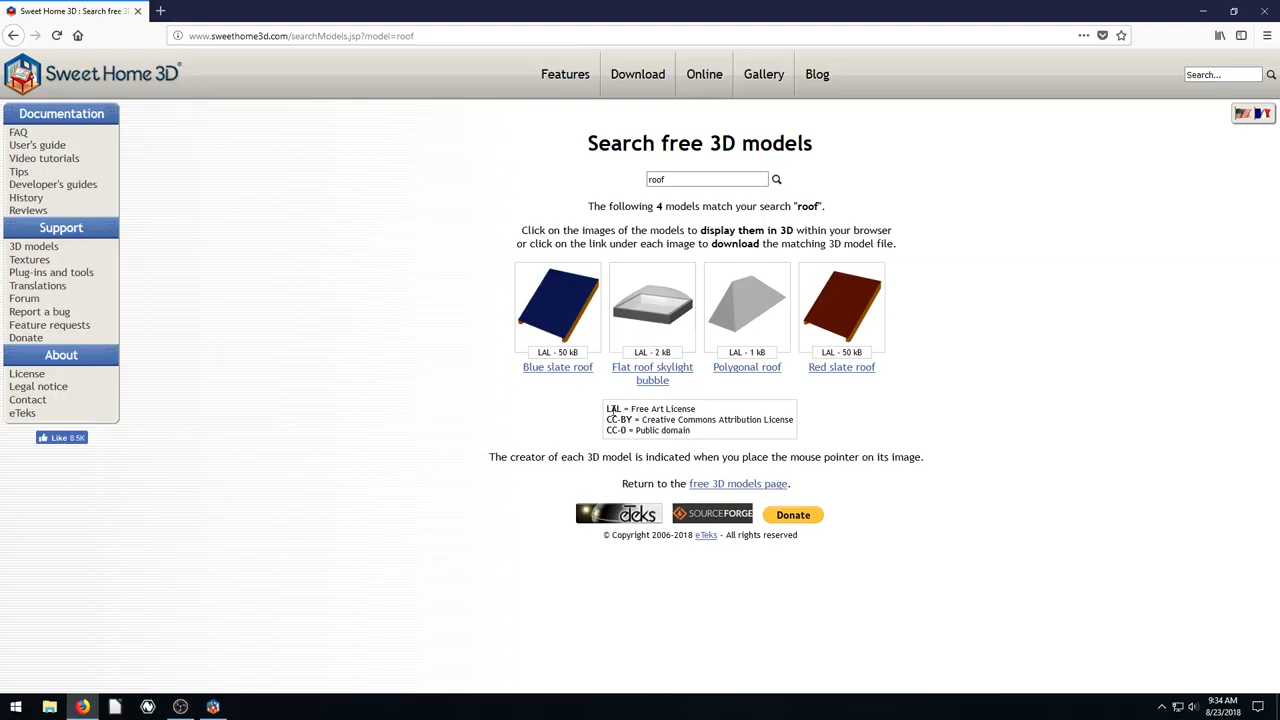 Sweet Home 3D : Search free 3D
www.sweethome3d.com/searchModels.jsp?model=roof
Sweet Home 3D®
Features
Download
Online
Gallery
Blog
Search...
Documentation
FAQ
User's guide
Video tutorials
Tips
Developer's guides
History
Reviews
Support
3D models
Textures
Plug-ins and tools
Translations
Forum
Report a bug
Feature requests
Donate
About
License
Legal notice
Contact
eTeks
Like 8.5K
Search free 3D models
roof
The following 4 models match your search "roof".
Click on the images of the models to display them in 3D within your browser
or click on the link under each image to download the matching 3D model file.
LAL - 50 kB
LAL - 2 kB
LAL - 1 kB
LAL - 50 kB
Blue slate roof
Flat roof skylight
bubble
Polygonal roof
Red slate roof
LAL = Free Art License
CC-BY = Creative Commons Attribution License
CC-0 = Public domain
The creator of each 3D model is indicated when you place the mouse pointer on its image.
Return to the free 3D models page.
eTeks
SOURCEFORGE
Donate
© Copyright 2006-2018 eTeks - All rights reserved
9:34 AM
8/23/2018